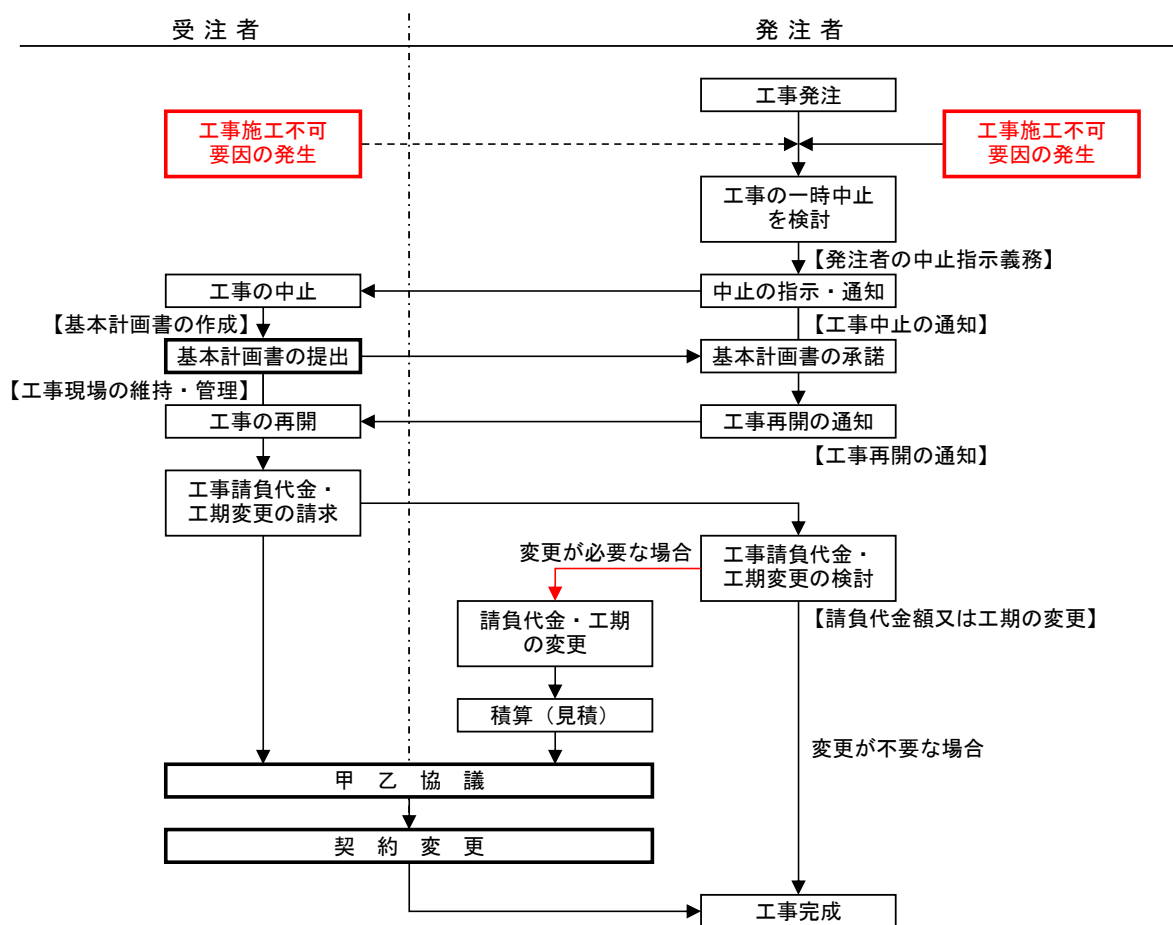 受注者
発注者
工事発注
工事施工不可
要因の発生
工事施工不可
要因の発生
工事の一時中止
を検討
【発注者の中止指示義務】
工事の中止
中止の指示・通知
【基本計画書の作成】
【工事中止の通知】
基本計画書の提出
基本計画書の承諾
【工事現場の維持・管理】
工事の再開
工事再開の通知
【工事再開の通知】
工事請負代金・
工期変更の請求
変更が必要な場合
工事請負代金・
工期変更の検討
請負代金・工期
の変更
【請負代金額又は工期の変更】
積算（見積）
変更が不要な場合
甲乙協議
契約変更
工事完成